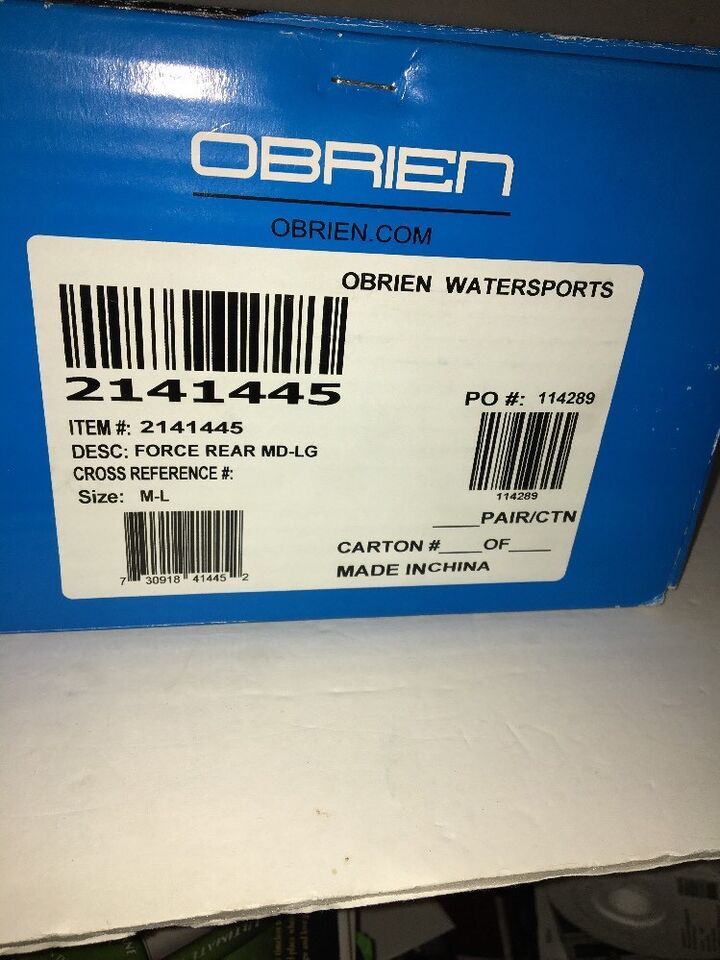 OBRIEN
OBRIEN.COM
OBRIEN WATERSPORTS
2141445
ITEM #: 2141445
DESC: FORCE REAR MD-LG
CROSS REFERENCE #:
Size: M-L
7 30918 41445 2
PO #: 114289
114289
____PAIR/CTN
CARTON #____OF____
MADE INCHINA